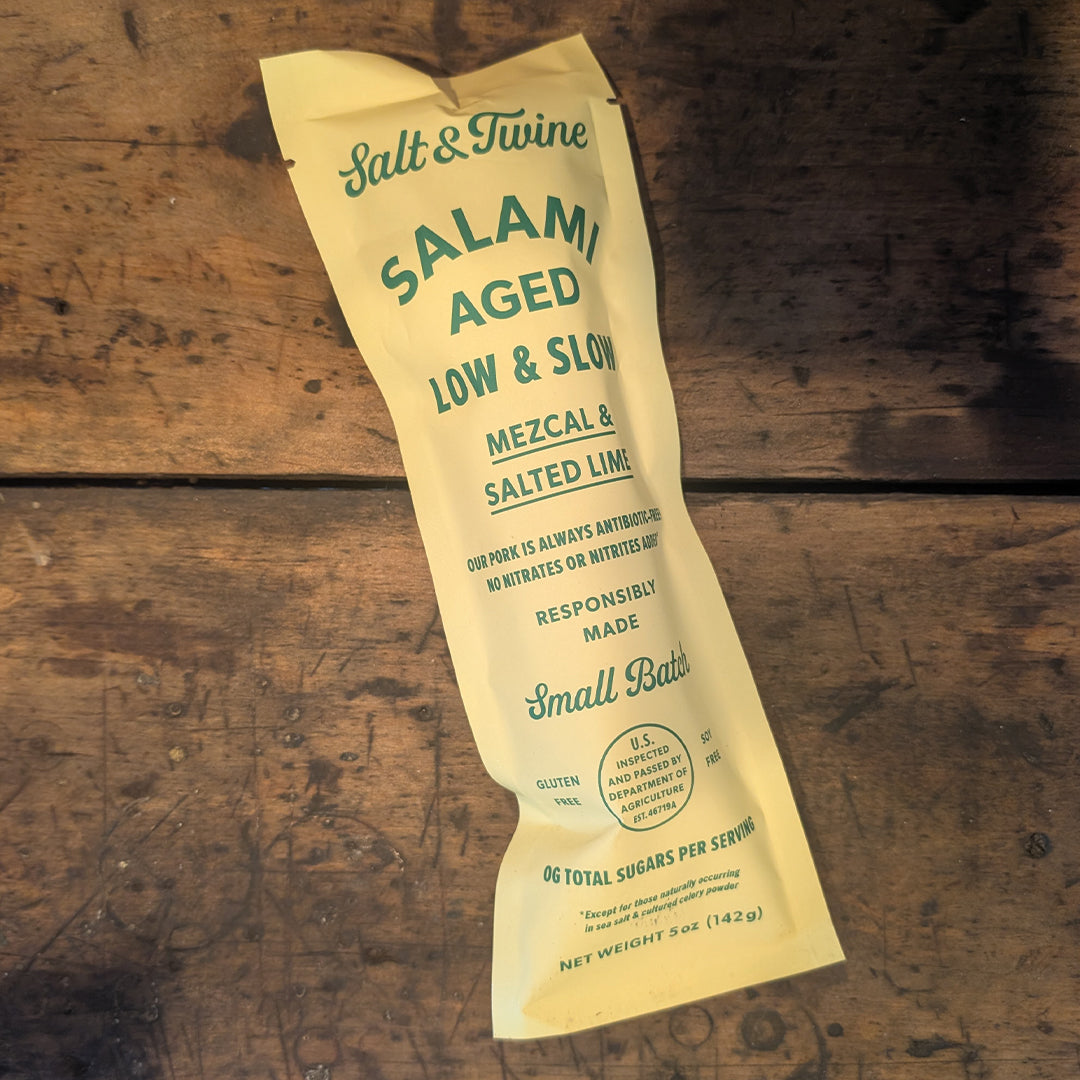 Salt & Twine
SALAMI
AGED
LOW & SLOW
MEZCAL &
SALTED LIME
OUR PORK IS ALWAYS ANTIBIOTIC-FREE
NO NITRATES OR NITRITES ADDED*
RESPONSIBLY
MADE
Small Batch
GLUTEN
FREE
U.S.
INSPECTED
AND PASSED BY
DEPARTMENT OF
AGRICULTURE
EST. 46719A
SOY
FREE
0G TOTAL SUGARS PER SERVING
*Except for those naturally occurring
in sea salt & cultured celery powder
NET WEIGHT 5oz (142g)